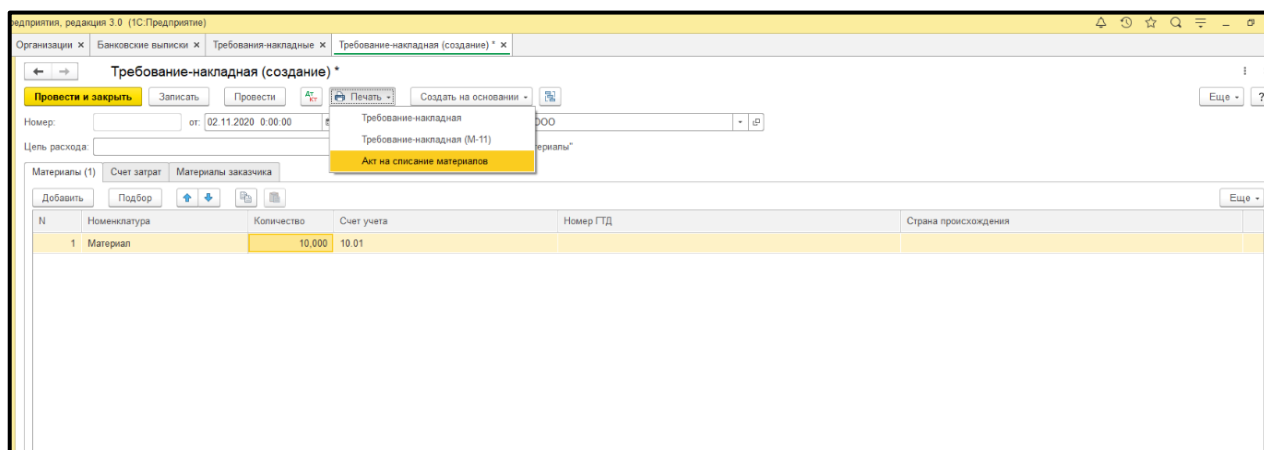 редприятия, редакция 3.0 (1С:Предприятие)
Организации × Банковские выписки × Требования-накладные × Требование-накладная (создание) * ×
Требование-накладная (создание) *
Провести и закрыть Записать Провести Дт Кт Печать Создать на основании Еще ?
Номер: от: 02.11.2020 0:00:00 ООО
Требование-накладная
Требование-накладная (М-11)
Цель расхода: ериалы"
Акт на списание материалов
Материалы (1) Счет затрат Материалы заказчика
Добавить Подбор Еще
N Номенклатура Количество Счет учета Номер ГТД Страна происхождения
1 Материал 10,000 10.01